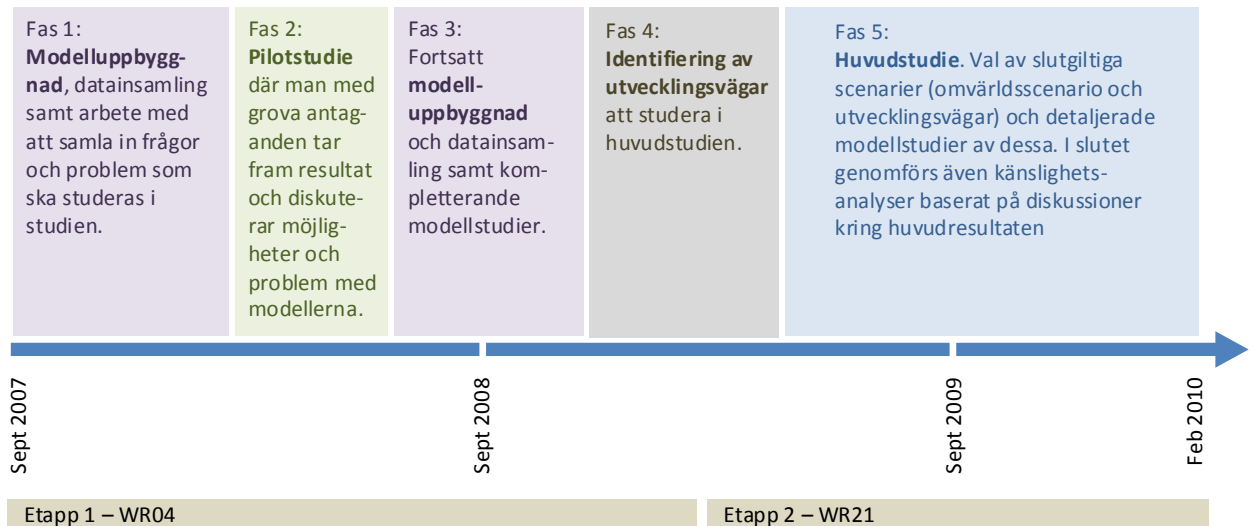 Fas 1:
Modelluppbygg-
nad, datainsamling
samt arbete med
att samla in frågor
och problem som
ska studeras i
studien.
Fas 2:
Pilotstudie
där man med
grova antag-
anden tar
fram resultat
och diskute-
rar möjlig-
heter och
problem med
modellerna.
Fas 3:
Fortsatt
modell-
uppbyggnad
och datainsam-
ling samt kom-
pletterande
modellstudier.
Fas 4:
Identifiering av
utvecklingsvägar
att studera i
huvudstudien.
Fas 5:
Huvudstudie. Val av slutgiltiga
scenarier (omvärldsscenario och
utvecklingsvägar) och detaljerade
modellstudier av dessa. I slutet
genomförs även känslighets-
analyser baserat på diskussioner
kring huvudresultaten
Sept 2007
Sept 2008
Sept 2009
Feb 2010
Etapp 1 – WR04
Etapp 2 – WR21